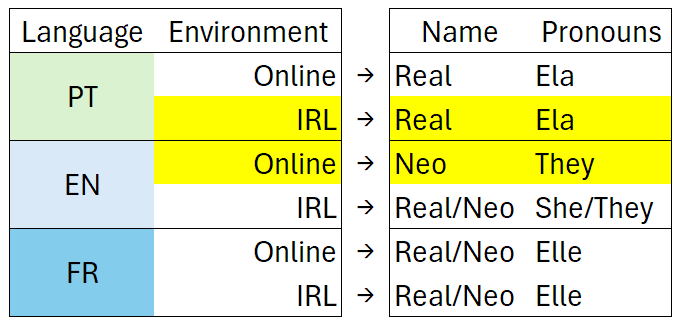 Language Environment Name Pronouns
PT
Online → Real Ela
IRL → Real Ela
EN
Online → Neo They
IRL → Real/Neo She/They
FR
Online → Real/Neo Elle
IRL → Real/Neo Elle